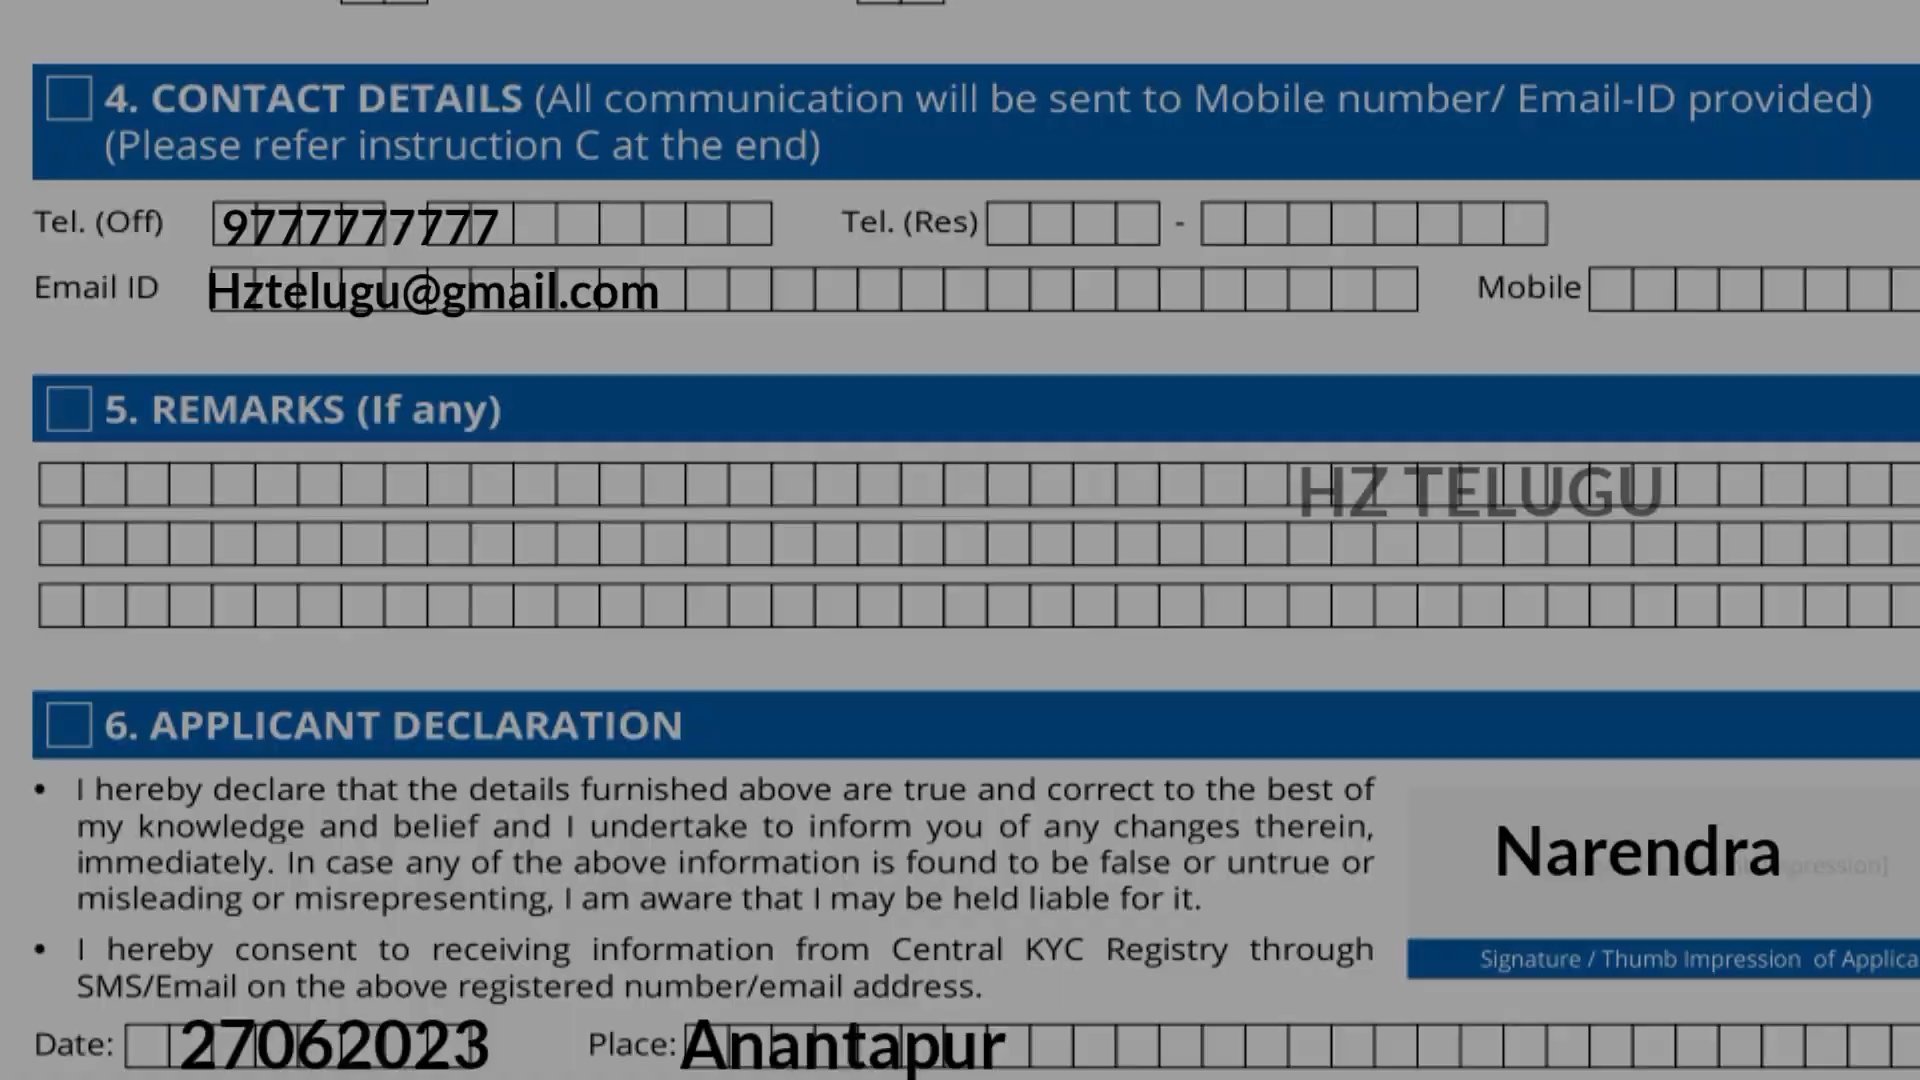 4. CONTACT DETAILS (All communication will be sent to Mobile number/ Email-ID provided)
(Please refer instruction C at the end)
Tel. (Off) 9777777777 Tel. (Res) -
Email ID Hztelugu@gmail.com Mobile
5. REMARKS (If any)
HZ TELUGU
6. APPLICANT DECLARATION
• I hereby declare that the details furnished above are true and correct to the best of
my knowledge and belief and I undertake to inform you of any changes therein,
immediately. In case any of the above information is found to be false or untrue or
misleading or misrepresenting, I am aware that I may be held liable for it.
Narendra
• I hereby consent to receiving information from Central KYC Registry through
SMS/Email on the above registered number/email address.
Signature / Thumb Impression of Applica
Date: 27062023 Place: Anantapur